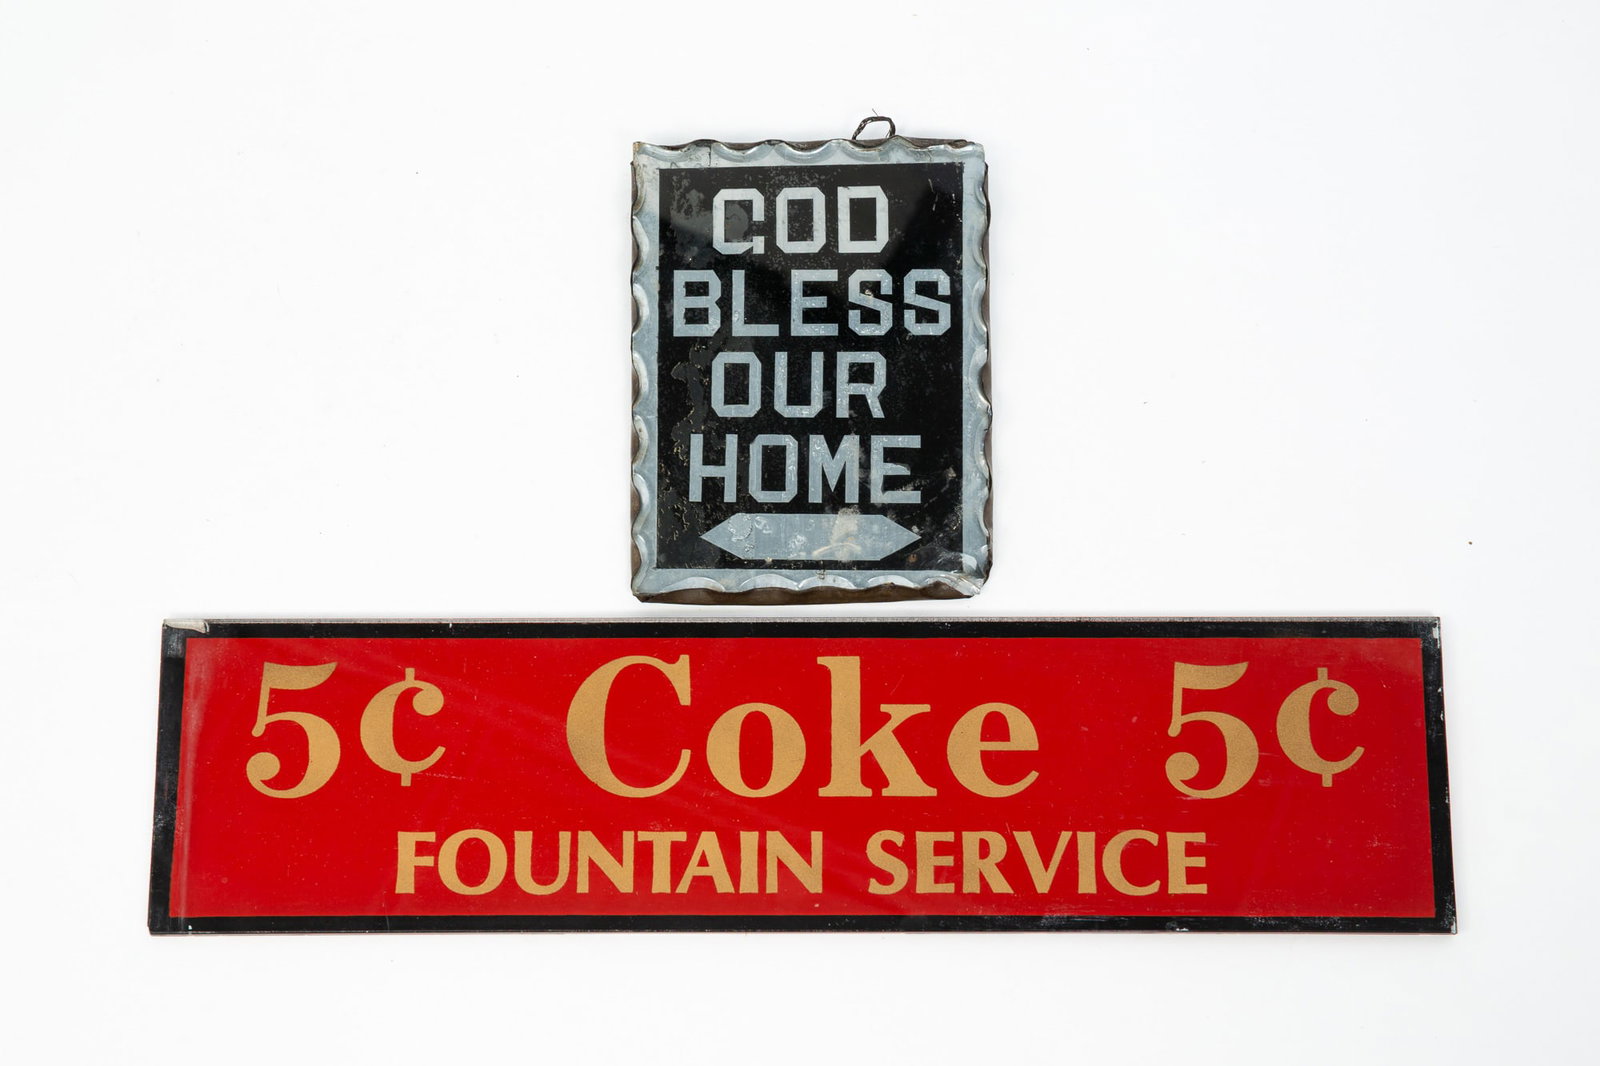 GOD
BLESS
OUR
HOME
5¢ Coke 5¢
FOUNTAIN SERVICE